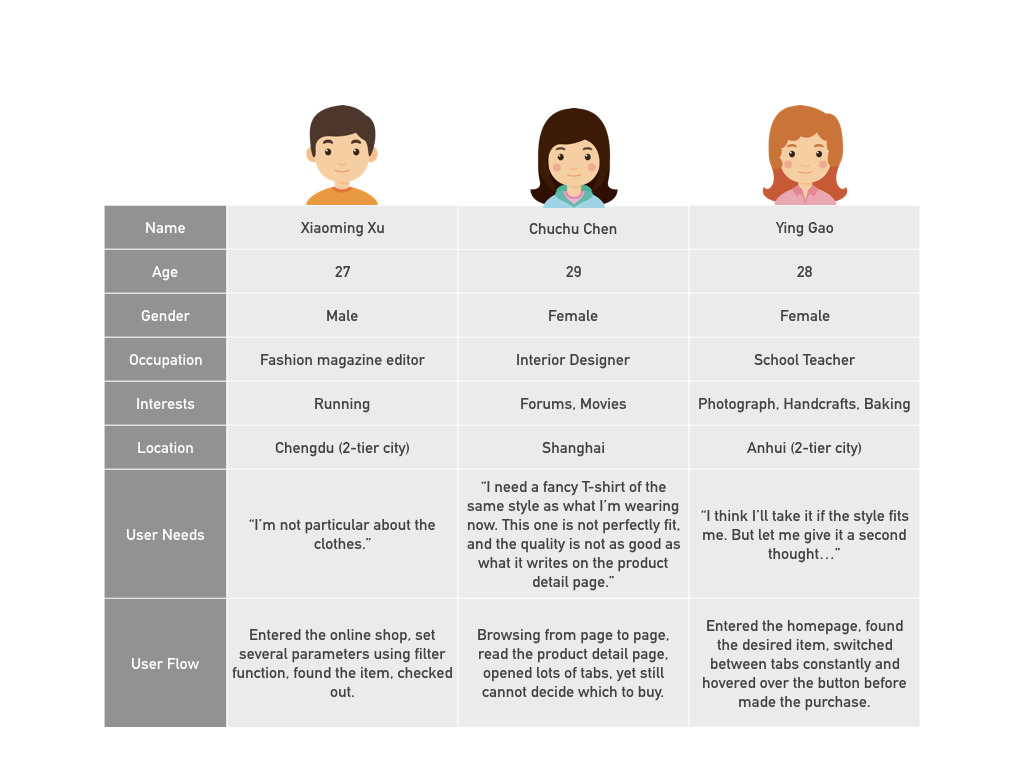 Name
Xiaoming Xu
Chuchu Chen
Ying Gao
Age
27
29
28
Gender
Male
Female
Female
Occupation
Fashion magazine editor
Interior Designer
School Teacher
Interests
Running
Forums, Movies
Photograph, Handcrafts, Baking
Location
Chengdu (2-tier city)
Shanghai
Anhui (2-tier city)
User Needs
“I’m not particular about the
clothes.”
“I need a fancy T-shirt of the
same style as what I’m wearing
now. This one is not perfectly fit,
and the quality is not as good as
what it writes on the product
detail page.”
“I think I’ll take it if the style fits
me. But let me give it a second
thought…”
User Flow
Entered the online shop, set
several parameters using filter
function, found the item, checked
out.
Browsing from page to page,
read the product detail page,
opened lots of tabs, yet still
cannot decide which to buy.
Entered the homepage, found
the desired item, switched
between tabs constantly and
hovered over the button before
made the purchase.